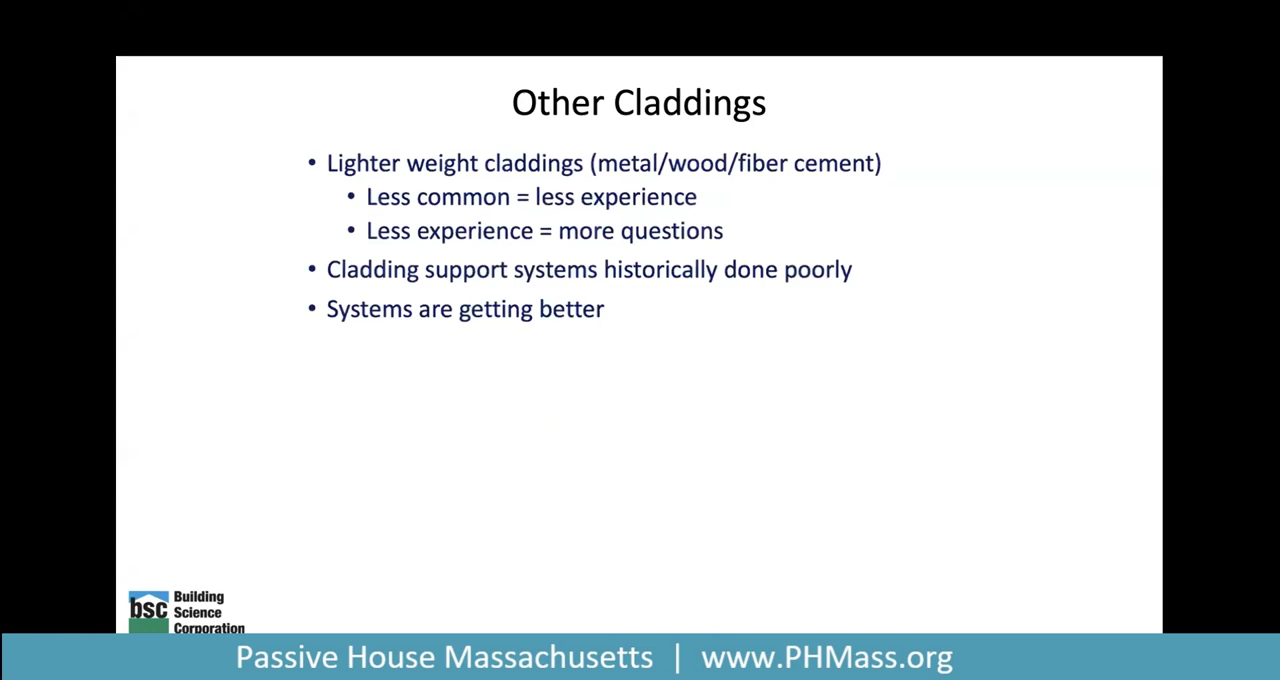 Other Claddings
• Lighter weight claddings (metal/wood/fiber cement)
• Less common = less experience
• Less experience = more questions
• Cladding support systems historically done poorly
• Systems are getting better
bsc
Building
Science
Corporation
Passive House Massachusetts | www.PHMass.org